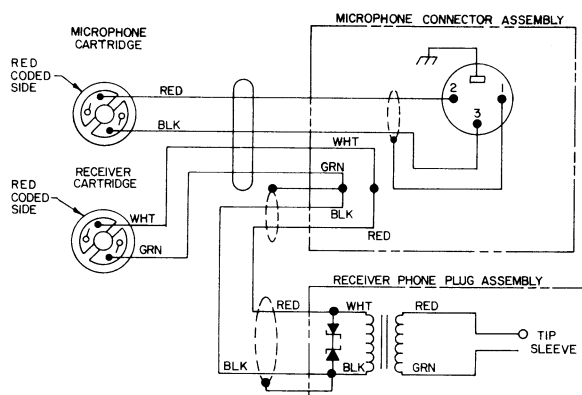 MICROPHONE CONNECTOR ASSEMBLY
MICROPHONE
CARTRIDGE
RED
CODED
SIDE
RED
2
1
3
BLK
WHT
GRN
RECEIVER
CARTRIDGE
RED
CODED
SIDE
WHT
BLK
RED
GRN
RECEIVER PHONE PLUG ASSEMBLY
RED
WHT
RED
TIP
SLEEVE
BLK
BLK
GRN